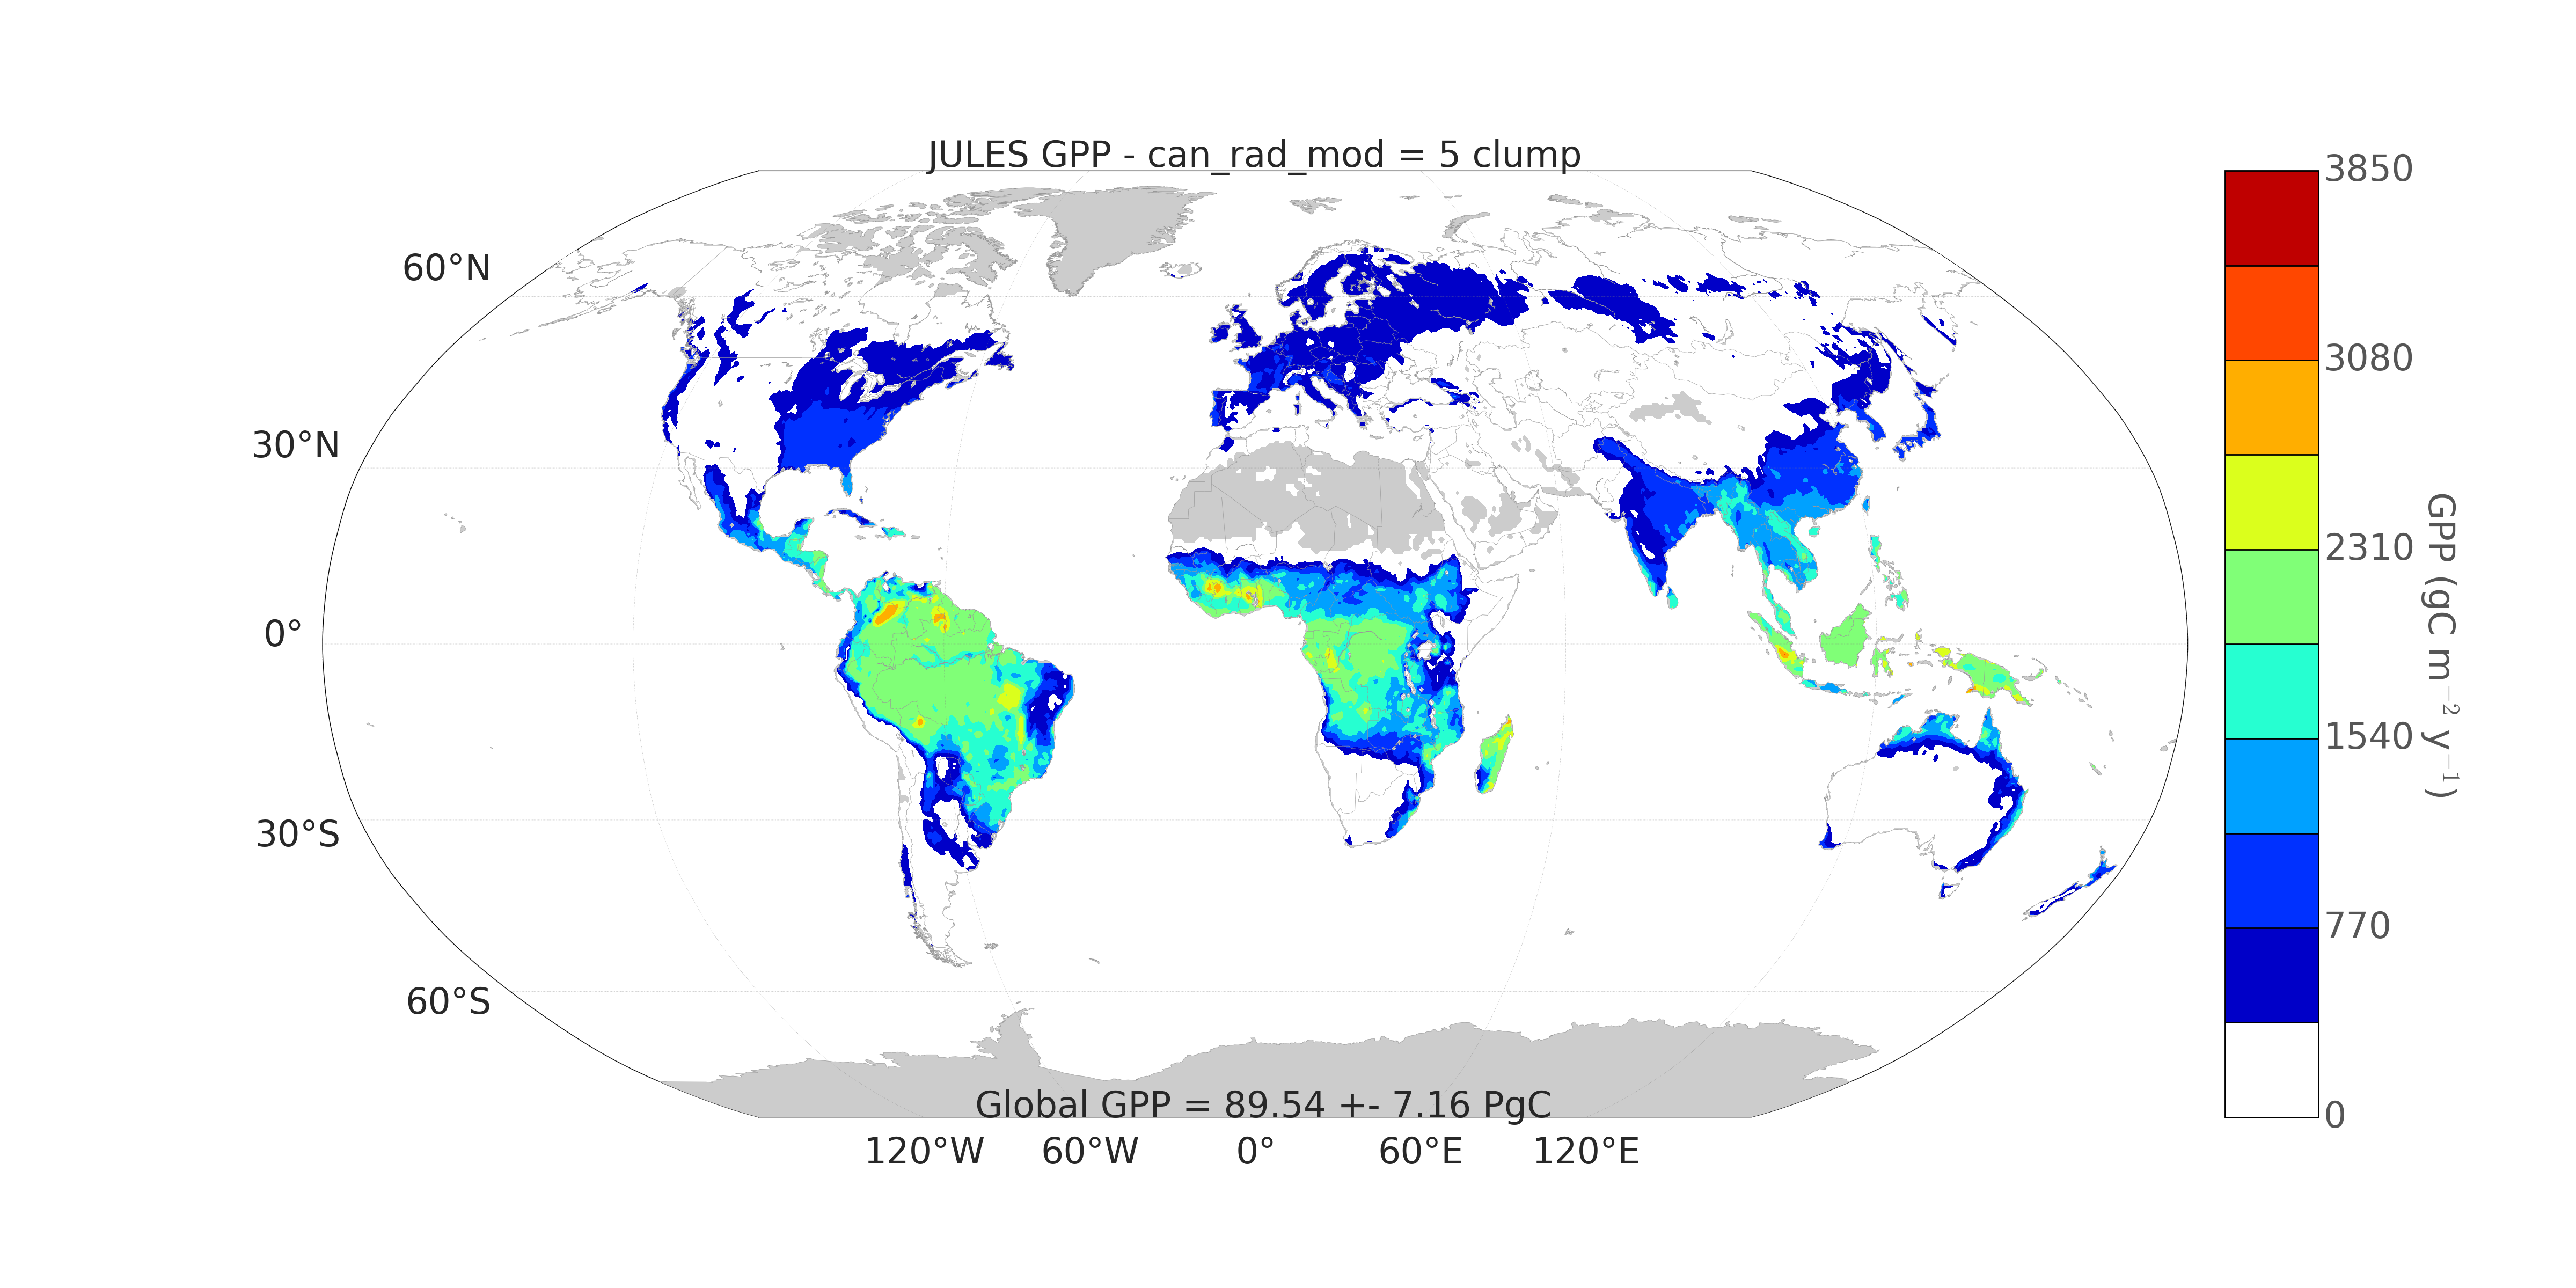 JULES GPP - can_rad_mod = 5 clump
60°N
30°N
0°
30°S
60°S
Global GPP = 89.54 +- 7.16 PgC
120°W 60°W 0° 60°E 120°E
3850
3080
2310
1540
770
0
GPP (gC m⁻² y⁻¹)